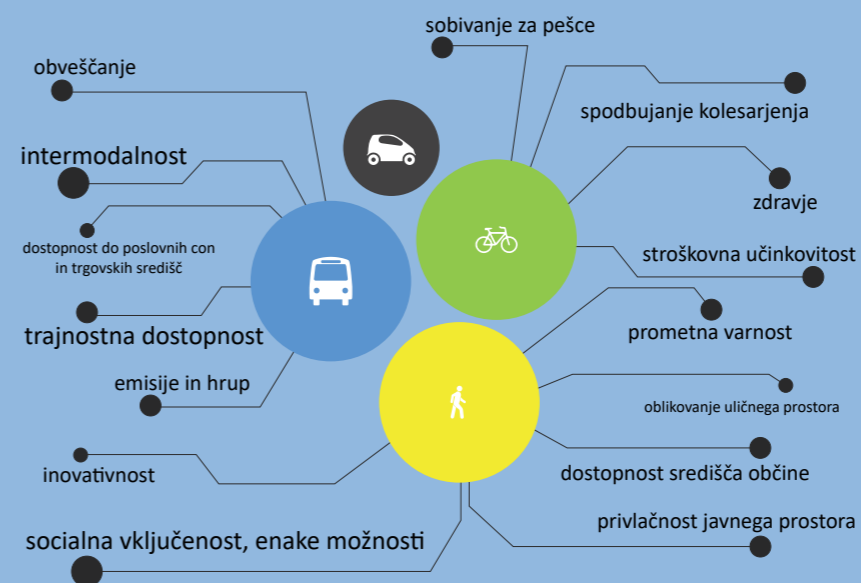 sobivanje za pešce
obveščanje
spodbujanje kolesarjenja
intermodalnost
zdravje
dostopnost do poslovnih con
in trgovskih središč
stroškovna učinkovitost
trajnostna dostopnost
prometna varnost
emisije in hrup
oblikovanje uličnega prostora
inovativnost
dostopnost središča občine
privlačnost javnega prostora
socialna vključenost, enake možnosti